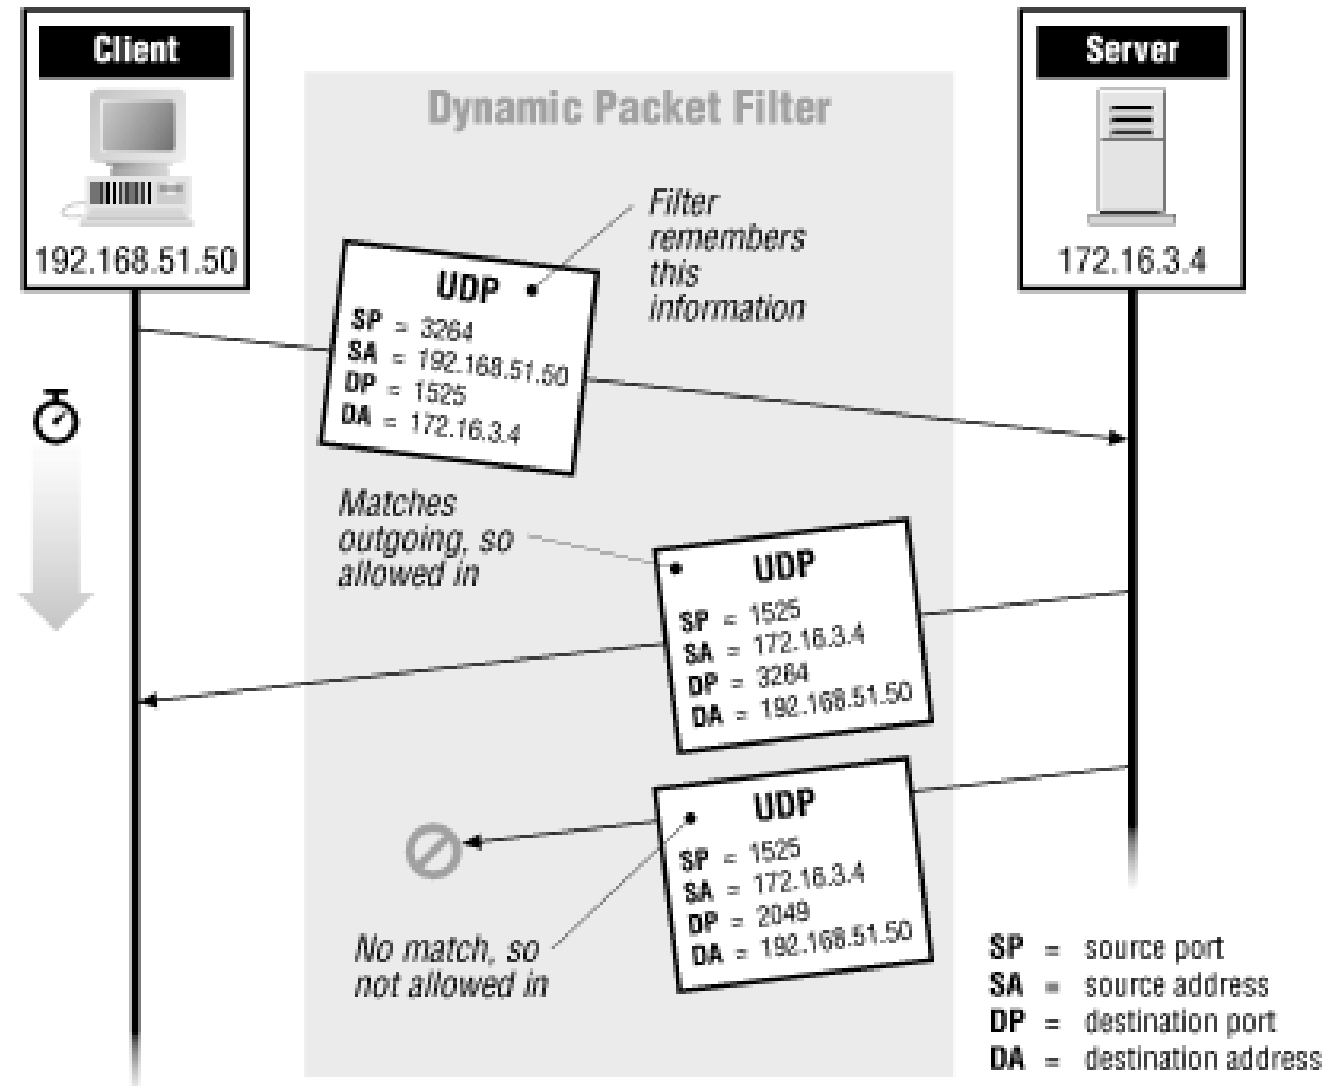 Client
192.168.51.50
Server
172.16.3.4
Dynamic Packet Filter
Filter
remembers
this
information
UDP
SP = 3264
SA = 192.168.51.50
DP = 1525
DA = 172.16.3.4
Matches
outgoing, so
allowed in
UDP
SP = 1525
SA = 172.16.3.4
DP = 3264
DA = 192.168.51.50
UDP
SP = 1525
SA = 172.16.3.4
DP = 2049
DA = 192.168.51.50
No match, so
not allowed in
SP = source port
SA = source address
DP = destination port
DA = destination address